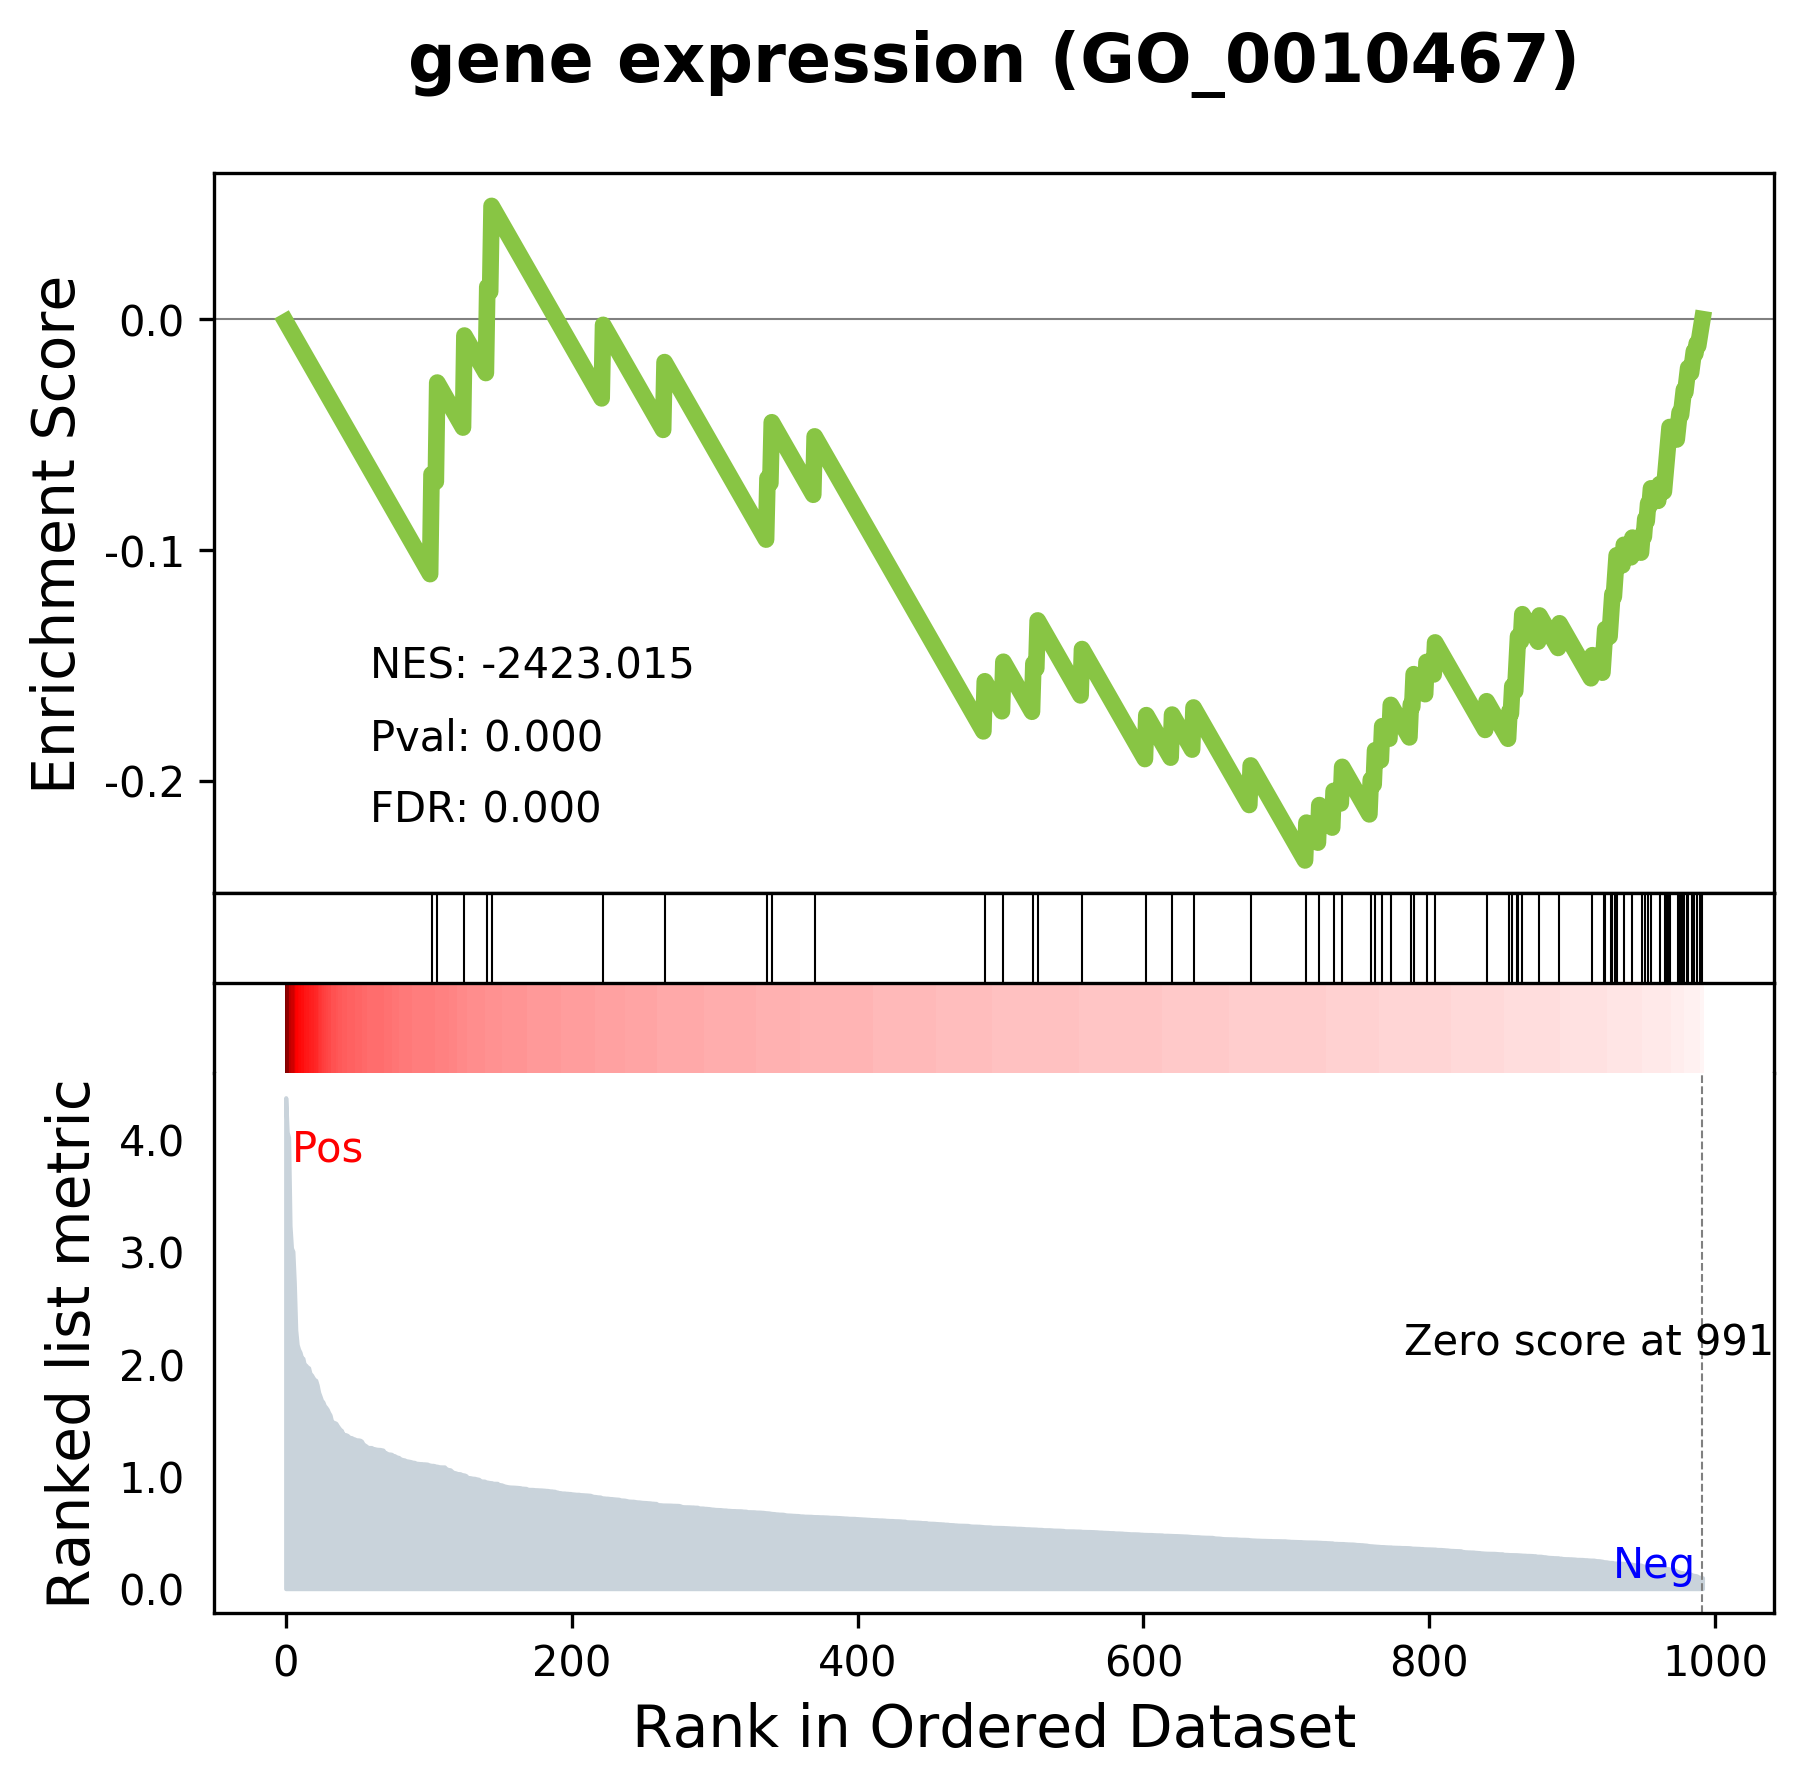 gene expression (GO_0010467)
Enrichment Score
0.0
-0.1
-0.2
NES: -2423.015
Pval: 0.000
FDR: 0.000
Ranked list metric
4.0
3.0
2.0
1.0
0.0
Pos
Zero score at 991
Neg
0 200 400 600 800 1000
Rank in Ordered Dataset